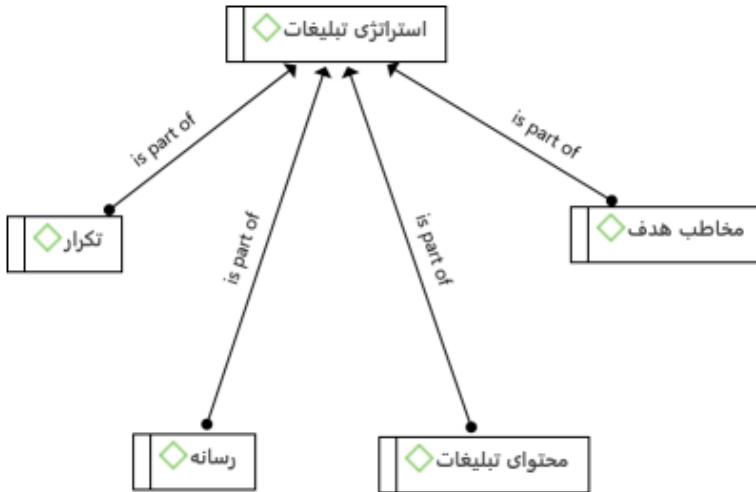 استراتژی تبلیغات
is part of
is part of
is part of
is part of
تکرار
مخاطب هدف
رسانه
محتوای تبلیغات